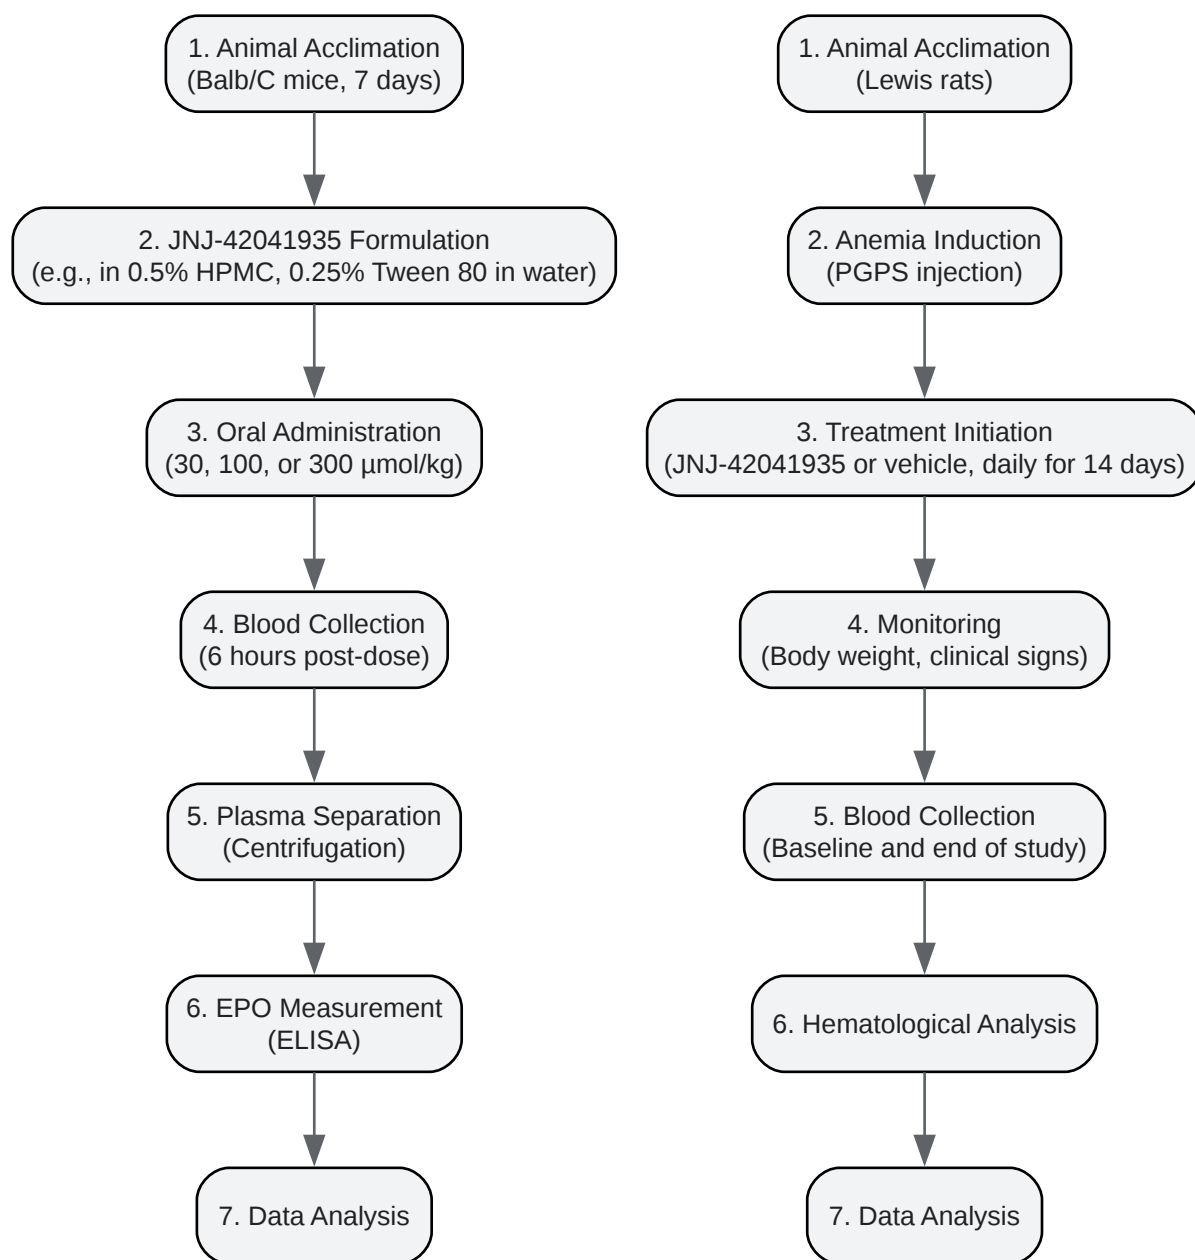 1. Animal Acclimation
(Balb/C mice, 7 days)
2. JNJ-42041935 Formulation
(e.g., in 0.5% HPMC, 0.25% Tween 80 in water)
3. Oral Administration
(30, 100, or 300 µmol/kg)
4. Blood Collection
(6 hours post-dose)
5. Plasma Separation
(Centrifugation)
6. EPO Measurement
(ELISA)
7. Data Analysis
1. Animal Acclimation
(Lewis rats)
2. Anemia Induction
(PGPS injection)
3. Treatment Initiation
(JNJ-42041935 or vehicle, daily for 14 days)
4. Monitoring
(Body weight, clinical signs)
5. Blood Collection
(Baseline and end of study)
6. Hematological Analysis
7. Data Analysis